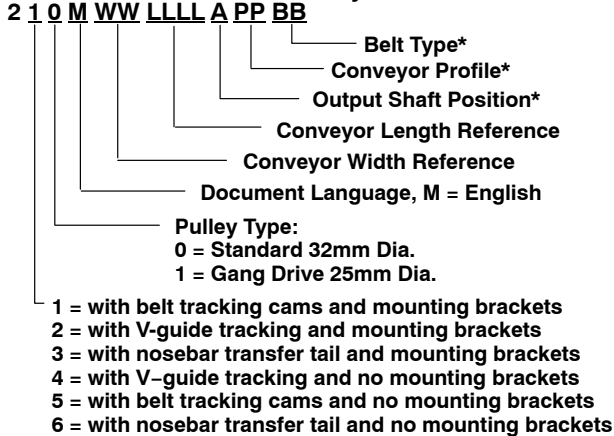 2 1 0 M WW LLLL A PP BB
Belt Type*
Conveyor Profile*
Output Shaft Position*
Conveyor Length Reference
Conveyor Width Reference
Document Language, M = English
Pulley Type:
0 = Standard 32mm Dia.
1 = Gang Drive 25mm Dia.
1 = with belt tracking cams and mounting brackets
2 = with V-guide tracking and mounting brackets
3 = with nosebar transfer tail and mounting brackets
4 = with V−guide tracking and no mounting brackets
5 = with belt tracking cams and no mounting brackets
6 = with nosebar transfer tail and no mounting brackets